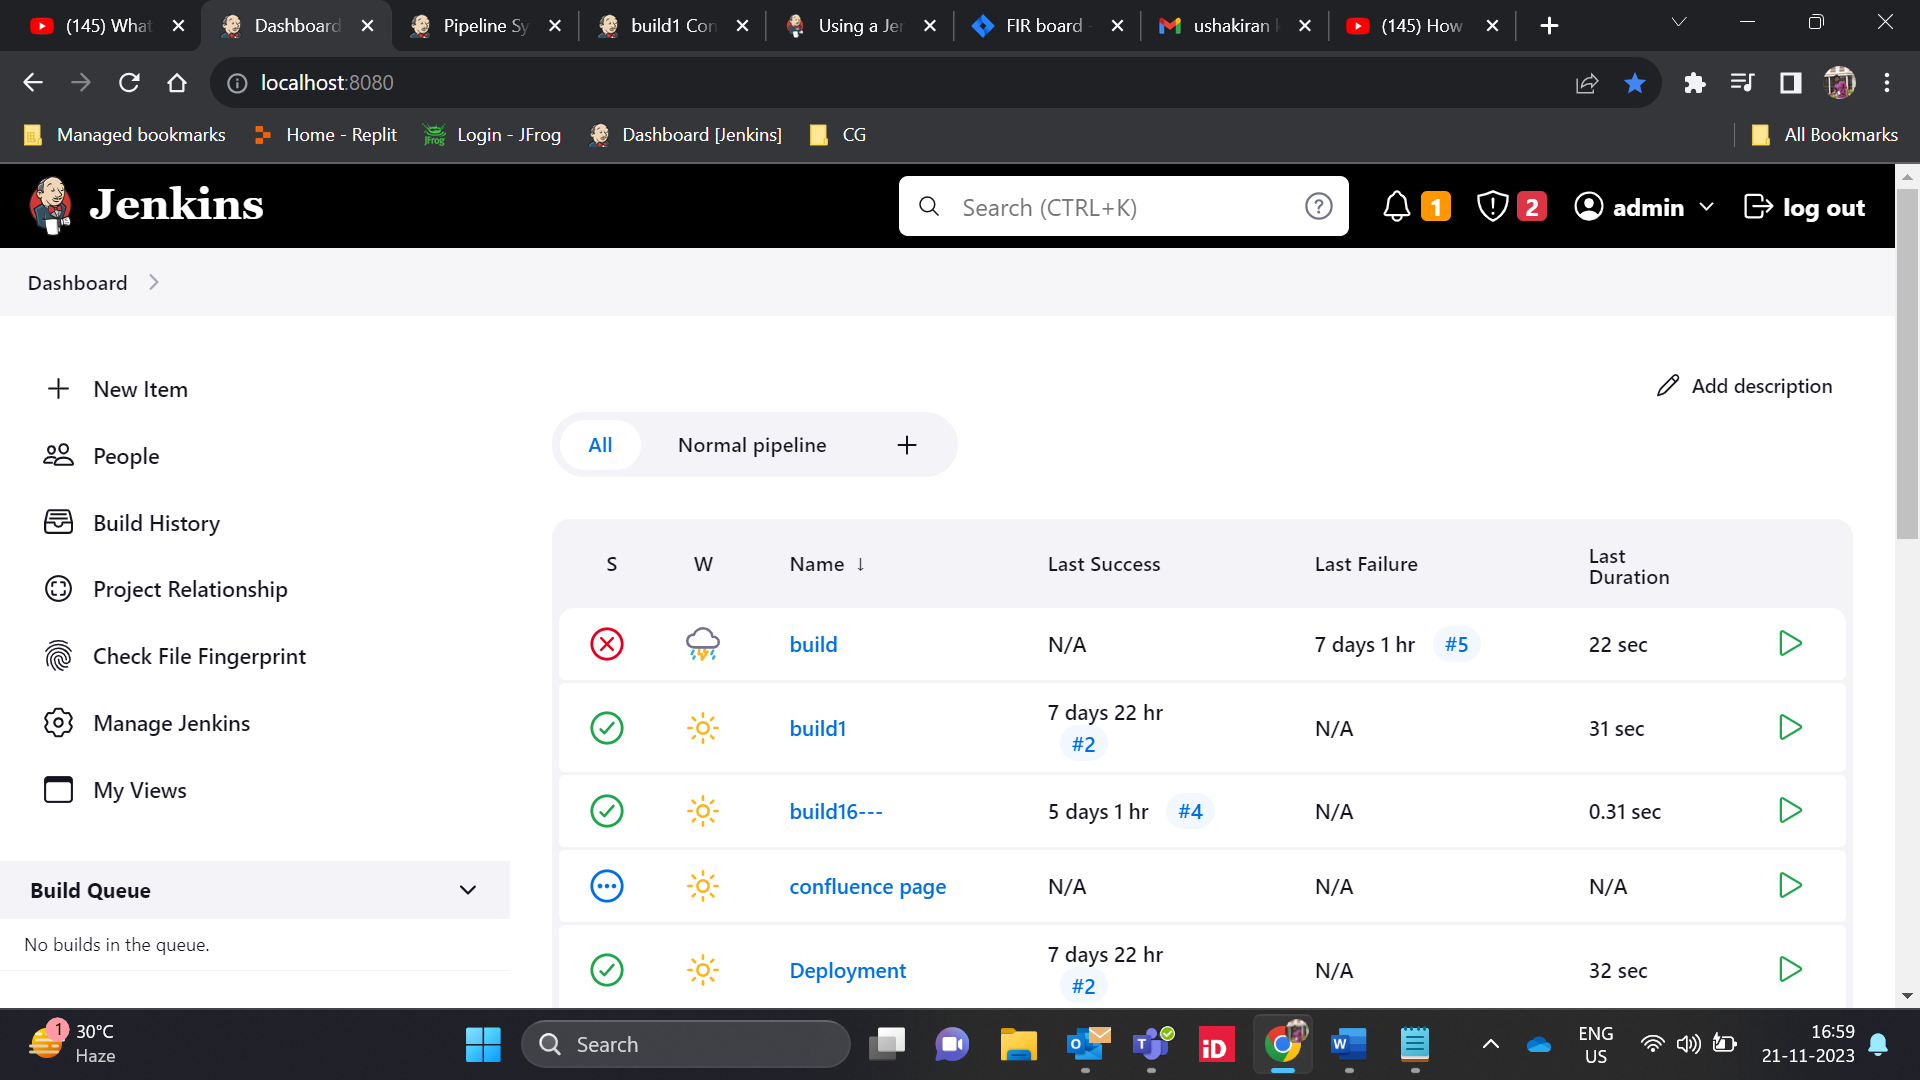 (145) What
Dashboard
Pipeline Sy
build1 Con
Using a Jer
FIR board -
ushakiran k
(145) How
localhost:8080
Managed bookmarks
Home - Replit
Login - JFrog
Dashboard [Jenkins]
CG
All Bookmarks
Jenkins
Search (CTRL+K)
1
2
admin
log out
Dashboard
New Item
People
Build History
Project Relationship
Check File Fingerprint
Manage Jenkins
My Views
Build Queue
No builds in the queue.
Add description
All
Normal pipeline
S W Name ↓ Last Success Last Failure Last Duration
build N/A 7 days 1 hr #5 22 sec
build1 7 days 22 hr #2 N/A 31 sec
build16--- 5 days 1 hr #4 N/A 0.31 sec
confluence page N/A N/A N/A
Deployment 7 days 22 hr #2 N/A 32 sec
1
30°C
Haze
Search
iD
ENG
US
16:59
21-11-2023